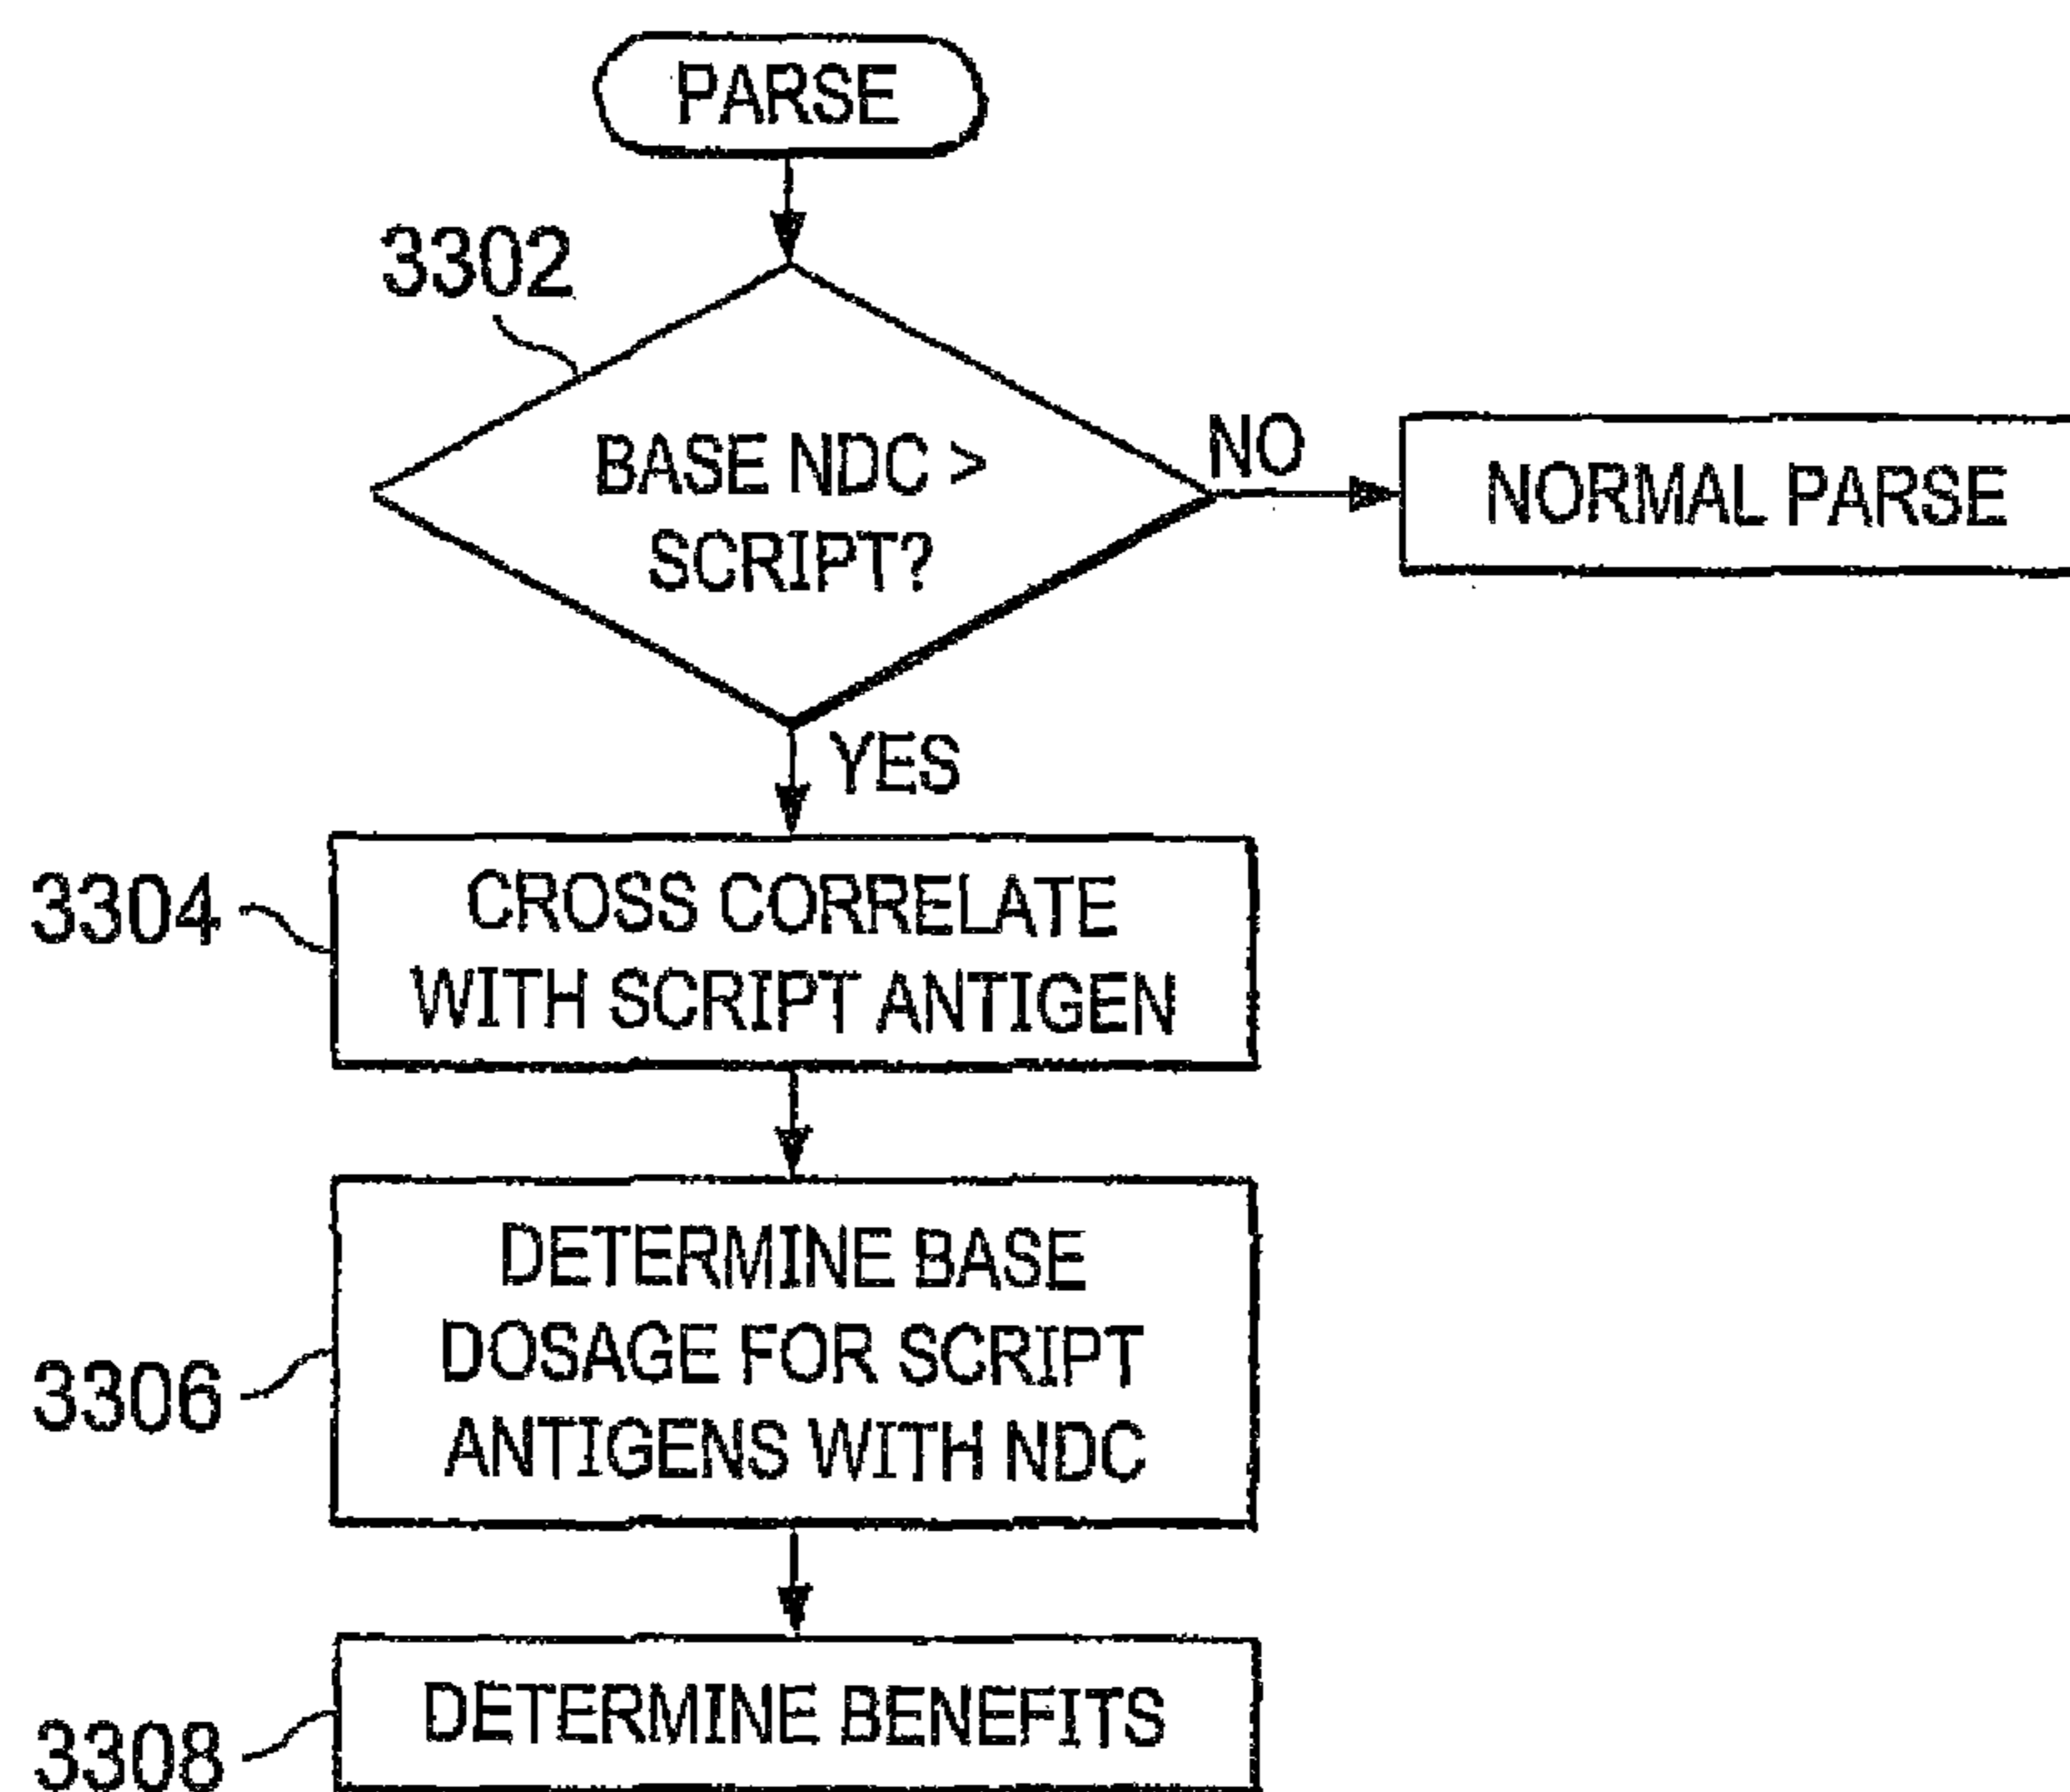 PARSE
3302
BASE NDC >
SCRIPT?
NO
NORMAL PARSE
YES
3304
CROSS CORRELATE
WITH SCRIPT ANTIGEN
DETERMINE BASE
DOSAGE FOR SCRIPT
ANTIGENS WITH NDC
3306
DETERMINE BENEFITS
3308